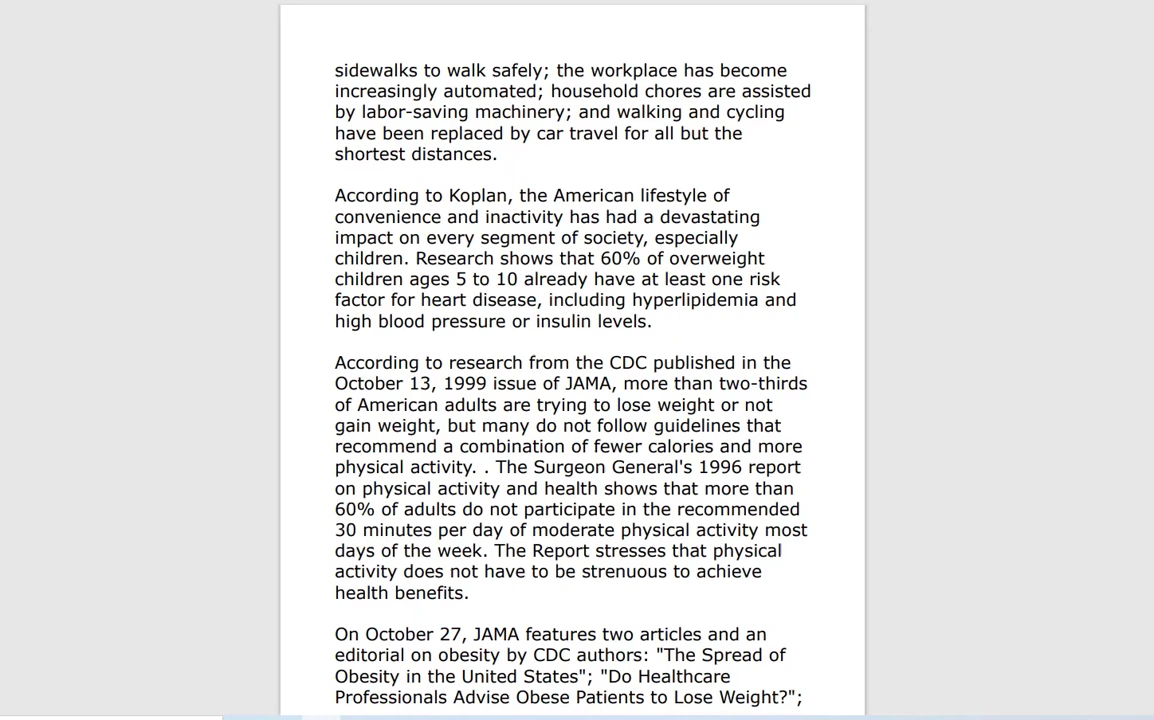 sidewalks to walk safely; the workplace has become
increasingly automated; household chores are assisted
by labor-saving machinery; and walking and cycling
have been replaced by car travel for all but the
shortest distances.
According to Koplan, the American lifestyle of
convenience and inactivity has had a devastating
impact on every segment of society, especially
children. Research shows that 60% of overweight
children ages 5 to 10 already have at least one risk
factor for heart disease, including hyperlipidemia and
high blood pressure or insulin levels.
According to research from the CDC published in the
October 13, 1999 issue of JAMA, more than two-thirds
of American adults are trying to lose weight or not
gain weight, but many do not follow guidelines that
recommend a combination of fewer calories and more
physical activity. . The Surgeon General's 1996 report
on physical activity and health shows that more than
60% of adults do not participate in the recommended
30 minutes per day of moderate physical activity most
days of the week. The Report stresses that physical
activity does not have to be strenuous to achieve
health benefits.
On October 27, JAMA features two articles and an
editorial on obesity by CDC authors: "The Spread of
Obesity in the United States"; "Do Healthcare
Professionals Advise Obese Patients to Lose Weight?";